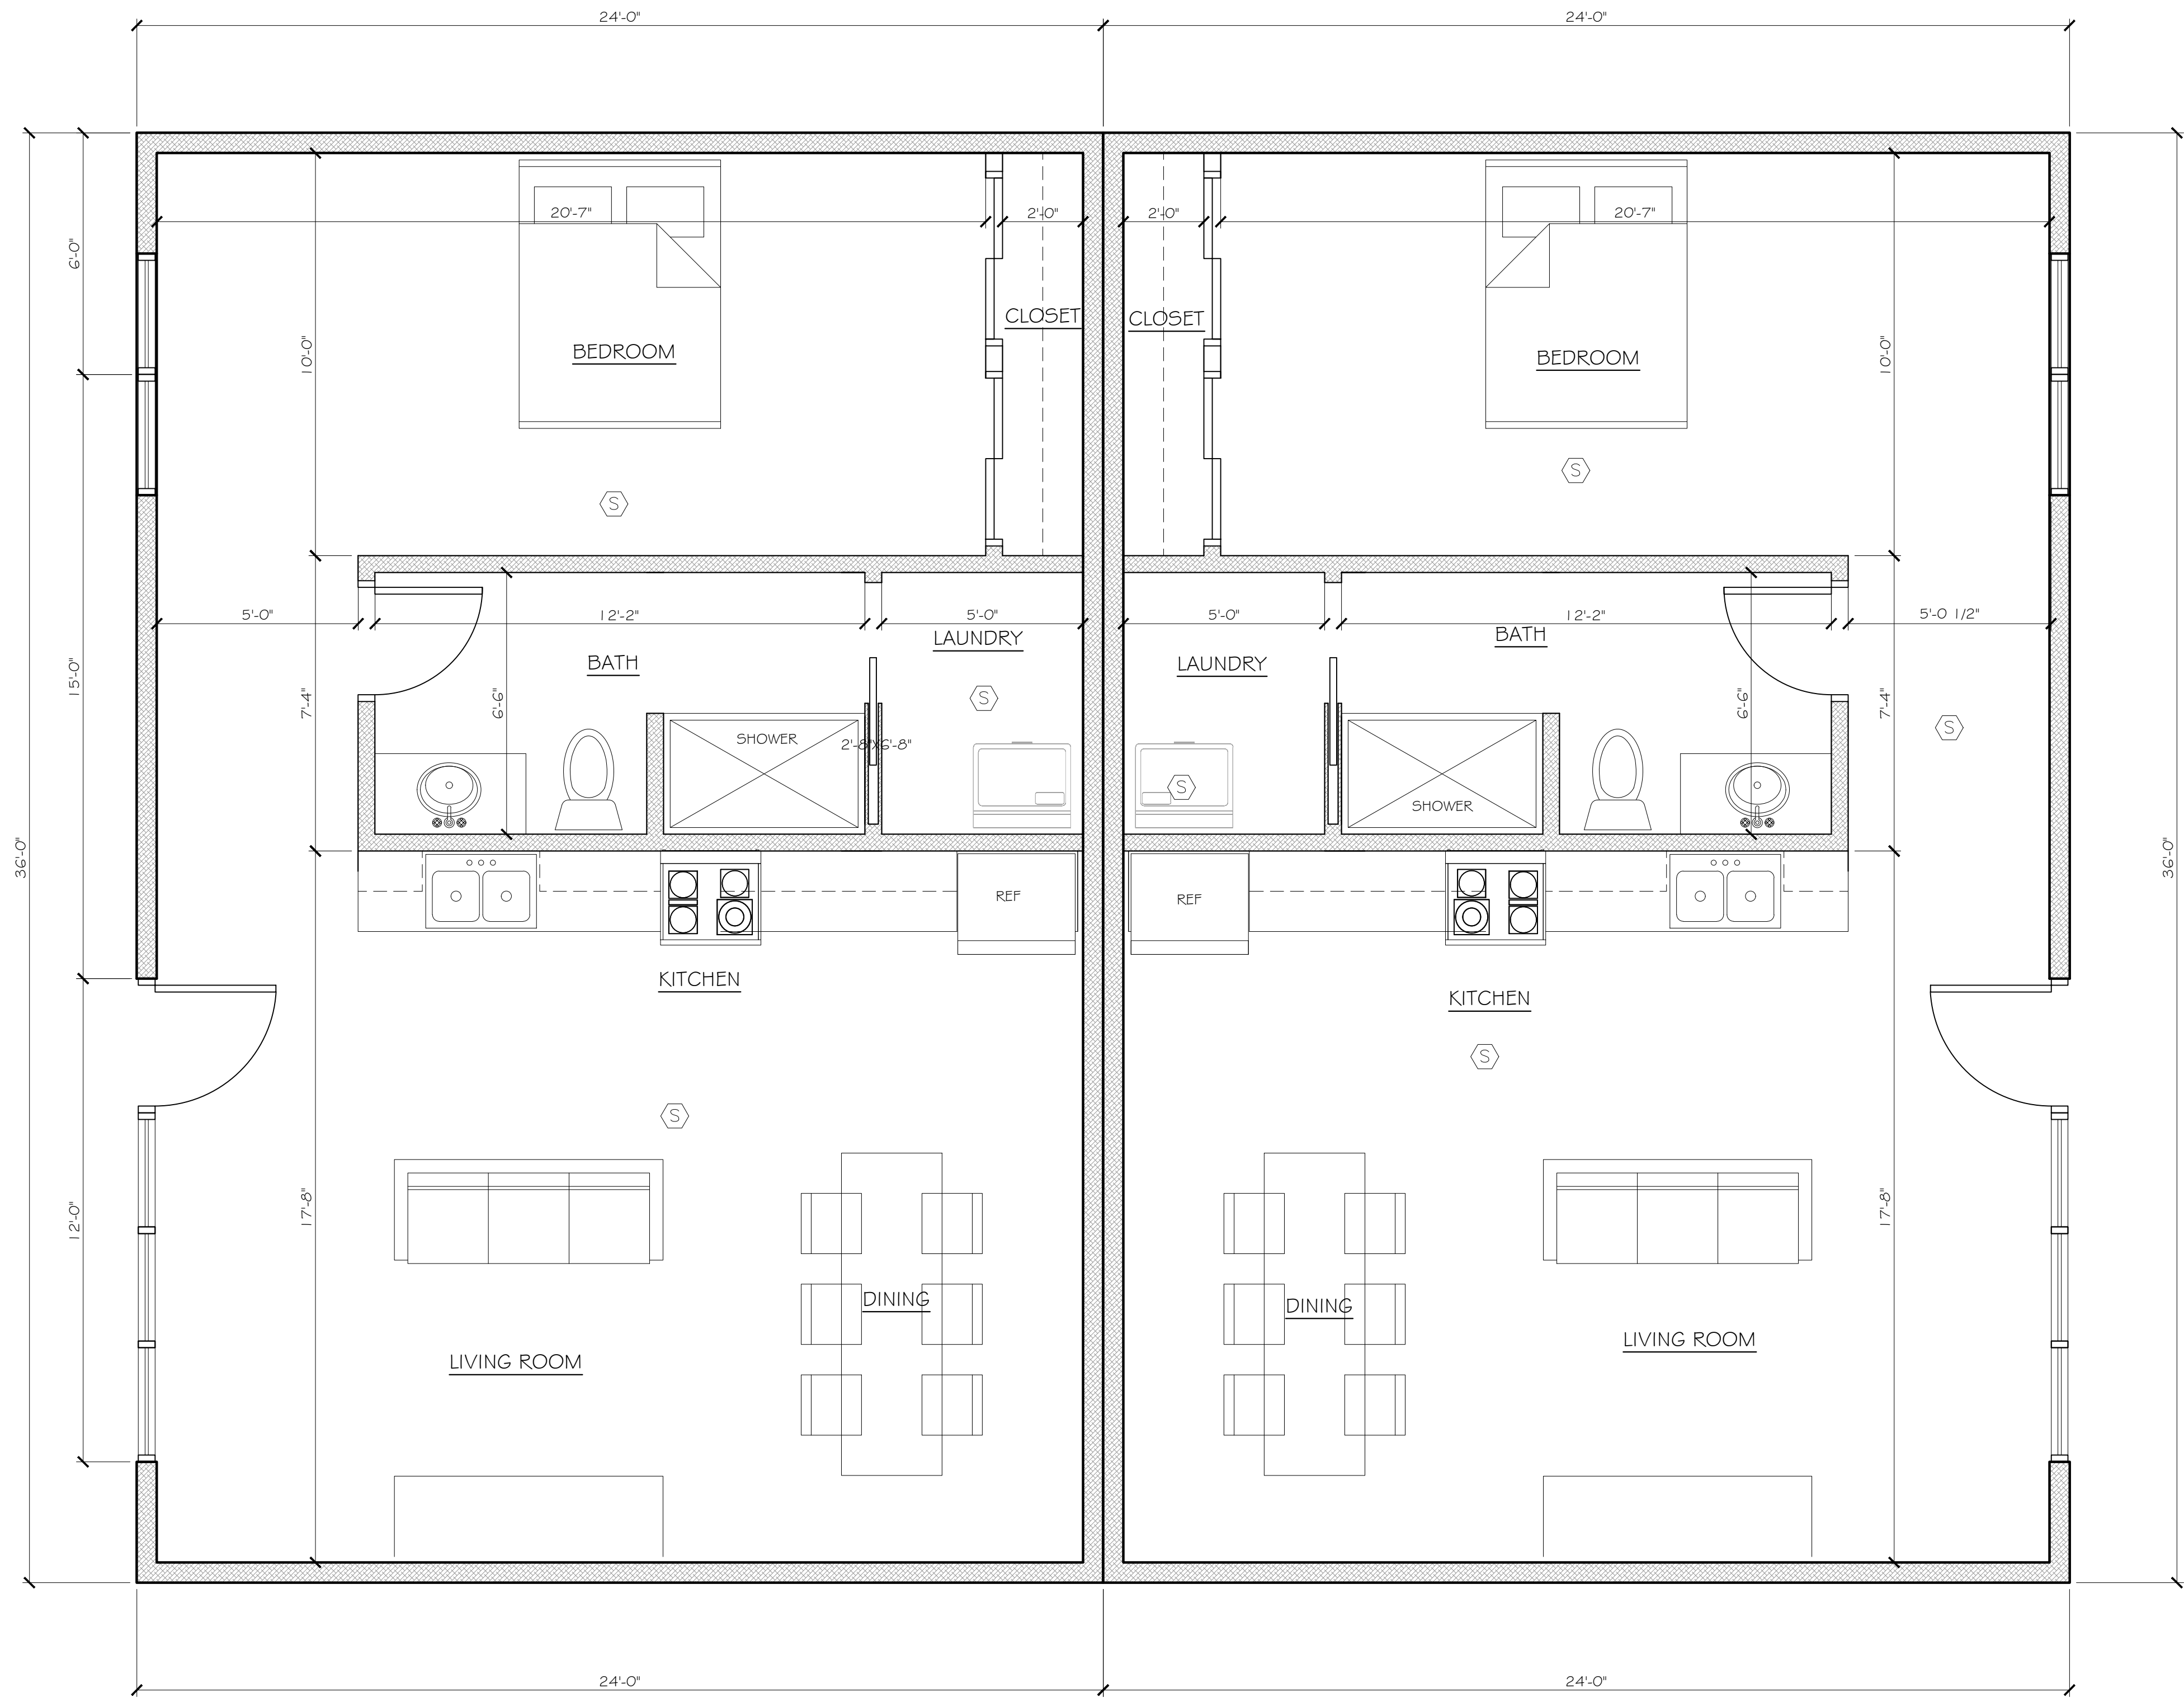 24'-0"
24'-0"
20'-7"
2'-0"
2'-0"
20'-7"
6'-0"
CLOSET
CLOSET
BEDROOM
BEDROOM
10'-0"
10'-0"
S
S
5'-0"
12'-2"
5'-0"
5'-0"
12'-2"
5'-0 1/2"
LAUNDRY
BATH
BATH
LAUNDRY
15'-0"
7'-4"
6'-6"
S
6'-6"
7'-4"
S
SHOWER
2'-8"X6'-8"
S
SHOWER
36'-0"
36'-0"
REF
REF
KITCHEN
KITCHEN
S
S
12'-0"
17'-8"
17'-8"
DINING
DINING
LIVING ROOM
LIVING ROOM
24'-0"
24'-0"